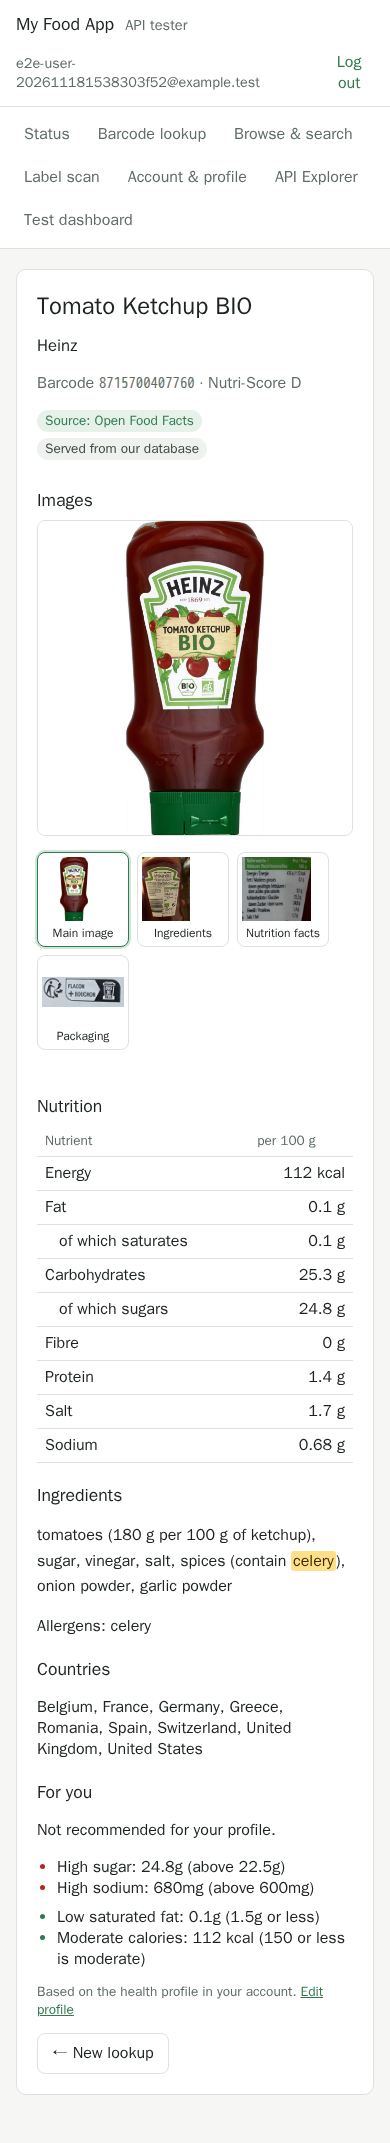 My Food App API tester
e2e-user-
202611181538303f52@example.test
Log
out
Status Barcode lookup Browse & search
Label scan Account & profile API Explorer
Test dashboard
Tomato Ketchup BIO
Heinz
Barcode 8715700407760 · Nutri-Score D
Source: Open Food Facts
Served from our database
Images
HEINZ
1869
TOMATO KETCHUP
BIO
BIO
57 57
Main image Ingredients Nutrition facts
FLACON
+ BOUCHON
Packaging
Nutrition
Nutrient per 100 g
Energy 112 kcal
Fat 0.1 g
of which saturates 0.1 g
Carbohydrates 25.3 g
of which sugars 24.8 g
Fibre 0 g
Protein 1.4 g
Salt 1.7 g
Sodium 0.68 g
Ingredients
tomatoes (180 g per 100 g of ketchup),
sugar, vinegar, salt, spices (contain celery),
onion powder, garlic powder
Allergens: celery
Countries
Belgium, France, Germany, Greece,
Romania, Spain, Switzerland, United
Kingdom, United States
For you
Not recommended for your profile.
• High sugar: 24.8g (above 22.5g)
• High sodium: 680mg (above 600mg)
• Low saturated fat: 0.1g (1.5g or less)
• Moderate calories: 112 kcal (150 or less
is moderate)
Based on the health profile in your account. Edit
profile
← New lookup